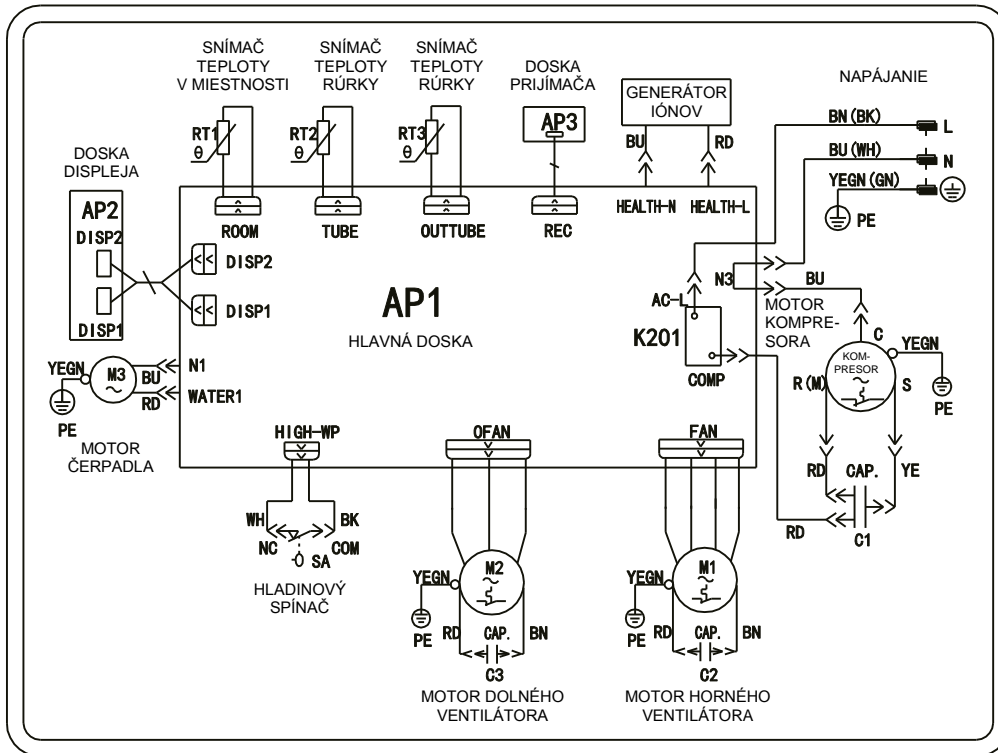 SNÍMAČ
TEPLOTY
V MIESTNOSTI
SNÍMAČ
TEPLOTY
RÚRKY
SNÍMAČ
TEPLOTY
RÚRKY
DOSKA
PRIJÍMAČA
GENERÁTOR
IÓNOV
NAPÁJANIE
RT1
θ
RT2
θ
RT3
θ
AP3
BU
RD
BN(BK)
L
BU(WH)
N
YEGN(GN)
PE
DOSKA
DISPLEJA
AP2
DISP2
DISP1
ROOM
TUBE
OUTTUBE
REC
HEALTH-N
HEALTH-L
DISP2
DISP1
AP1
HLAVNÁ DOSKA
N3
BU
AC-L
K201
COMP
MOTOR
KOMPRE-
SORA
C
YEGN
KOM-
PRESOR
R(M)
S
PE
YEGN
M3
BU
RD
N1
WATER1
PE
MOTOR
ČERPADLA
HIGH-WP
OFAN
FAN
RD
CAP.
YE
C1
RD
WH
BK
NC
COM
SA
HLADINOVÝ
SPÍNAČ
YEGN
M2
PE
RD
CAP.
BN
C3
MOTOR DOLNÉHO
VENTILÁTORA
YEGN
M1
PE
RD
CAP.
BN
C2
MOTOR HORNÉHO
VENTILÁTORA